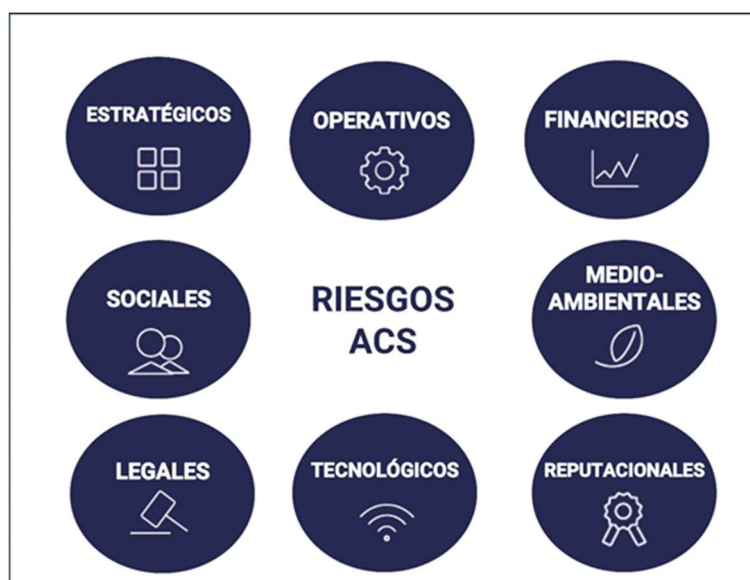 ESTRATÉGICOS
OPERATIVOS
FINANCIEROS
SOCIALES
RIESGOS
ACS
MEDIO-
AMBIENTALES
LEGALES
TECNOLÓGICOS
REPUTACIONALES